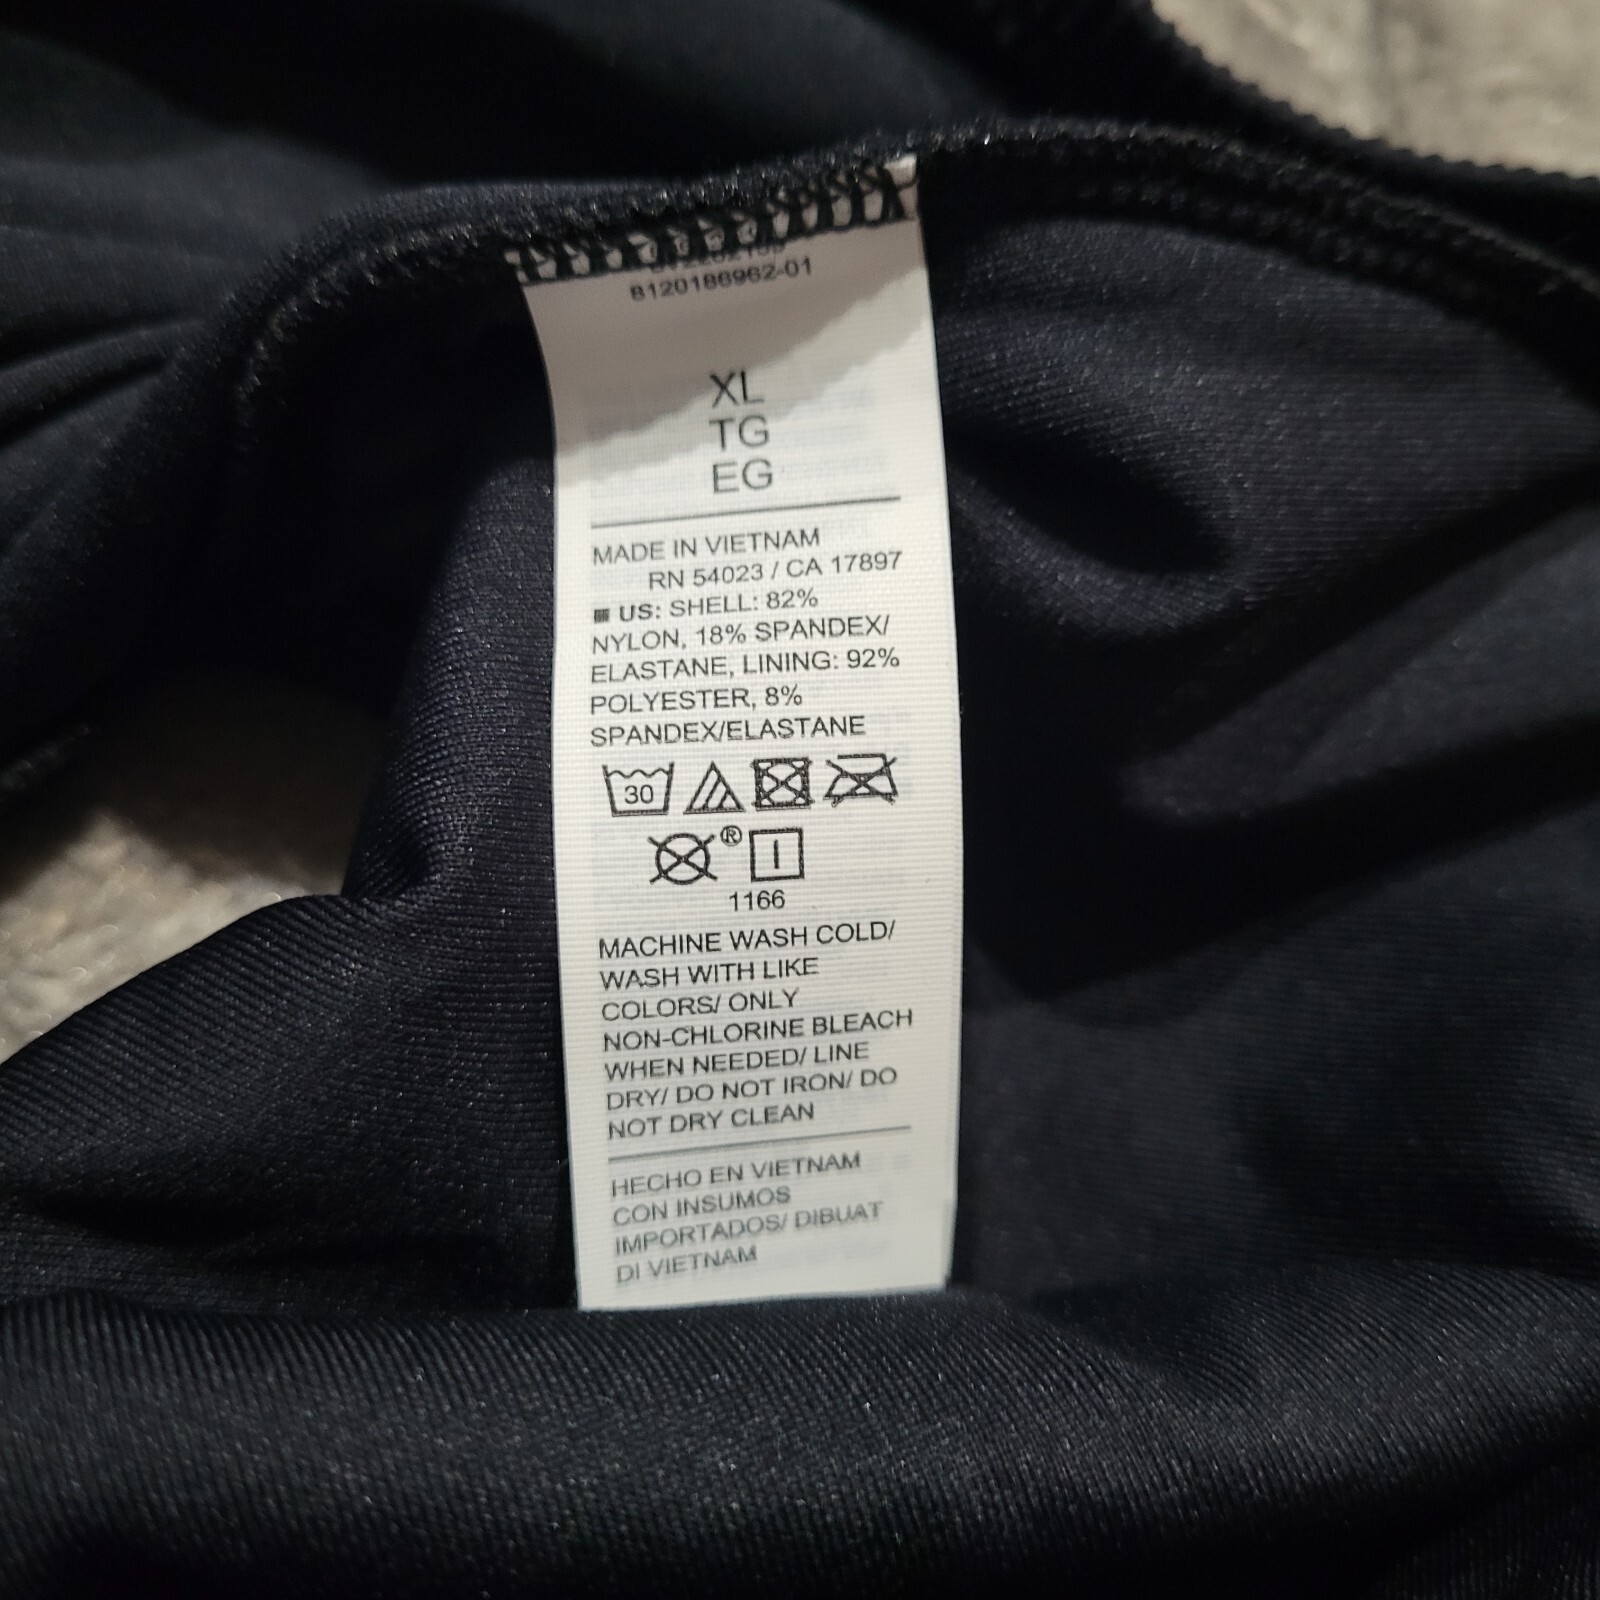 8120186962-01
XL
TG
EG
MADE IN VIETNAM
RN 54023 / CA 17897
US: SHELL: 82%
NYLON, 18% SPANDEX/
ELASTANE, LINING: 92%
POLYESTER, 8%
SPANDEX/ELASTANE
30
®
1166
MACHINE WASH COLD/
WASH WITH LIKE
COLORS/ ONLY
NON-CHLORINE BLEACH
WHEN NEEDED/ LINE
DRY/ DO NOT IRON/ DO
NOT DRY CLEAN
HECHO EN VIETNAM
CON INSUMOS
IMPORTADOS/ DIBUAT
DI VIETNAM